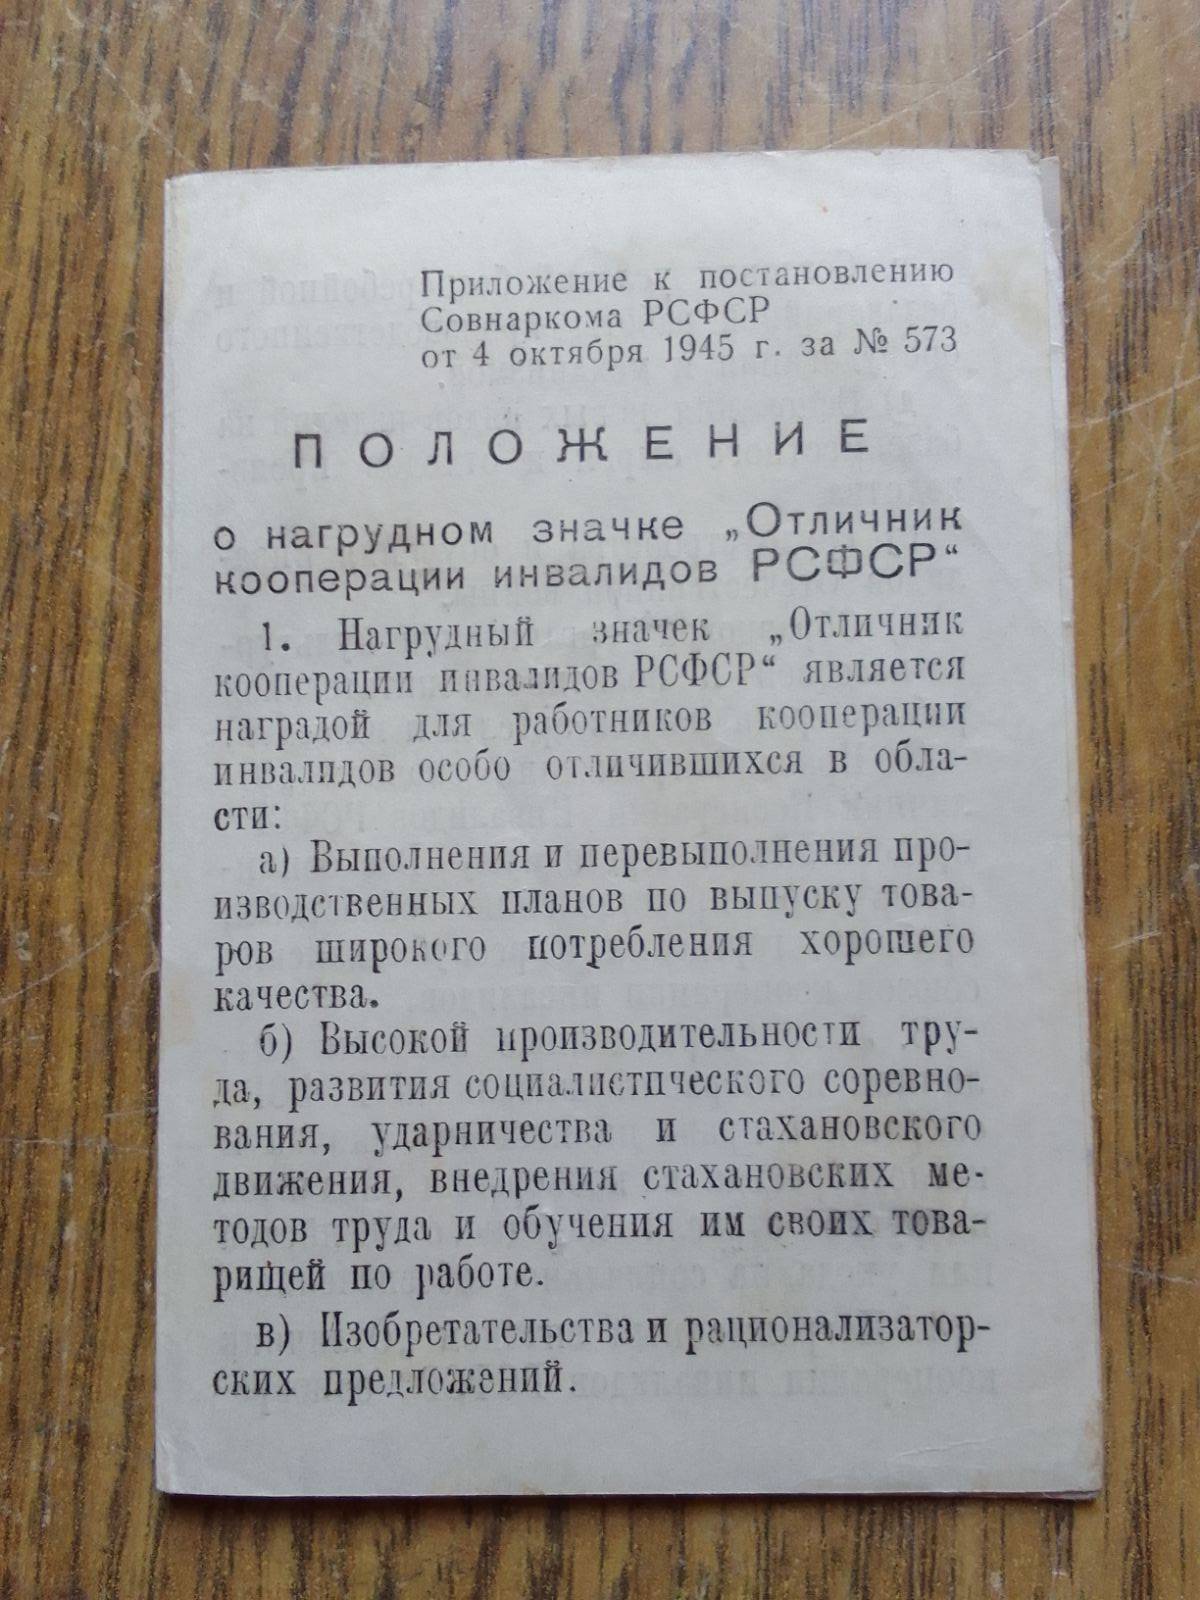 Приложение к постановлению
Совнаркома РСФСР
от 4 октября 1945 г. за № 573
ПОЛОЖЕНИЕ
о нагрудном значке „Отличник
кооперации инвалидов РСФСР“
1. Нагрудный значек „Отличник
кооперации инвалидов РСФСР“ является
наградой для работников кооперации
инвалидов особо отличившихся в обла-
сти:
а) Выполнения и перевыполнения про-
изводственных планов по выпуску това-
ров широкого потребления хорошего
качества.
б) Высокой производительности тру-
да, развития социалистического соревно-
вания, ударничества и стахановского
движения, внедрения стахановских ме-
тодов труда и обучения им своих това-
рищей по работе.
в) Изобретательства и рационализатор-
ских предложений.